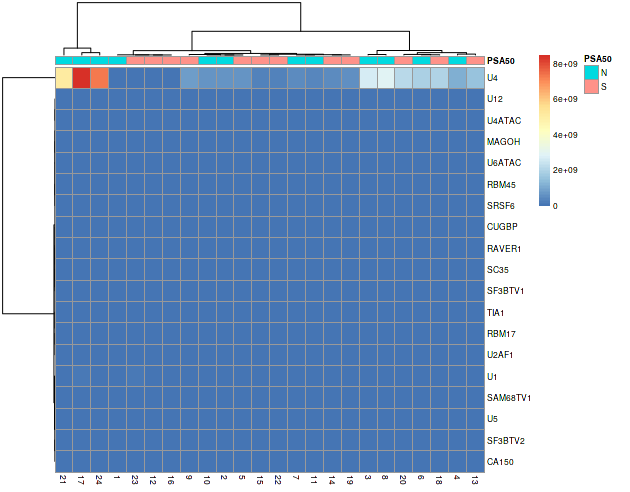 PSA50
U4
U12
U4ATAC
MAGOH
U6ATAC
RBM45
SRSF6
CUGBP
RAVER1
SC35
SF3BTV1
TIA1
RBM17
U2AF1
U1
SAM68TV1
U5
SF3BTV2
CA150
21 17 24 1 23 12 16 9 10 2 5 15 22 7 11 14 19 3 8 20 6 18 4 13
8e+09
6e+09
4e+09
2e+09
0
PSA50
N
S